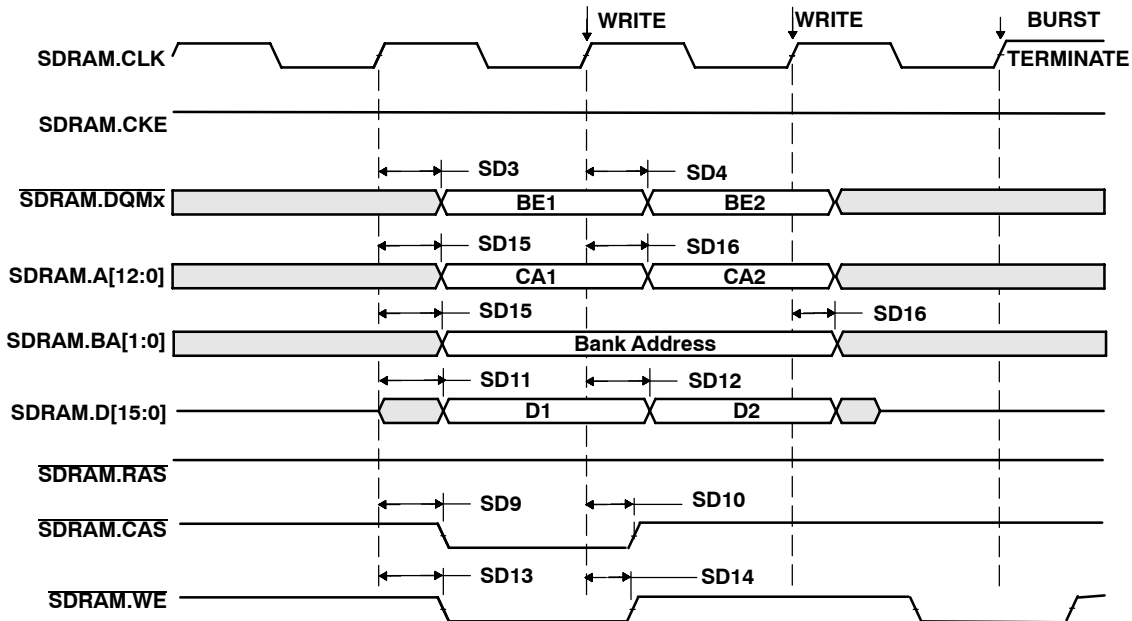 WRITE WRITE BURST
SDRAM.CLK TERMINATE
SDRAM.CKE
SD3 SD4
SDRAM.DQMx BE1 BE2
SD15 SD16
SDRAM.A[12:0] CA1 CA2
SD15 SD16
SDRAM.BA[1:0] Bank Address
SD11 SD12
SDRAM.D[15:0] D1 D2
SDRAM.RAS
SD9 SD10
SDRAM.CAS
SD13 SD14
SDRAM.WE